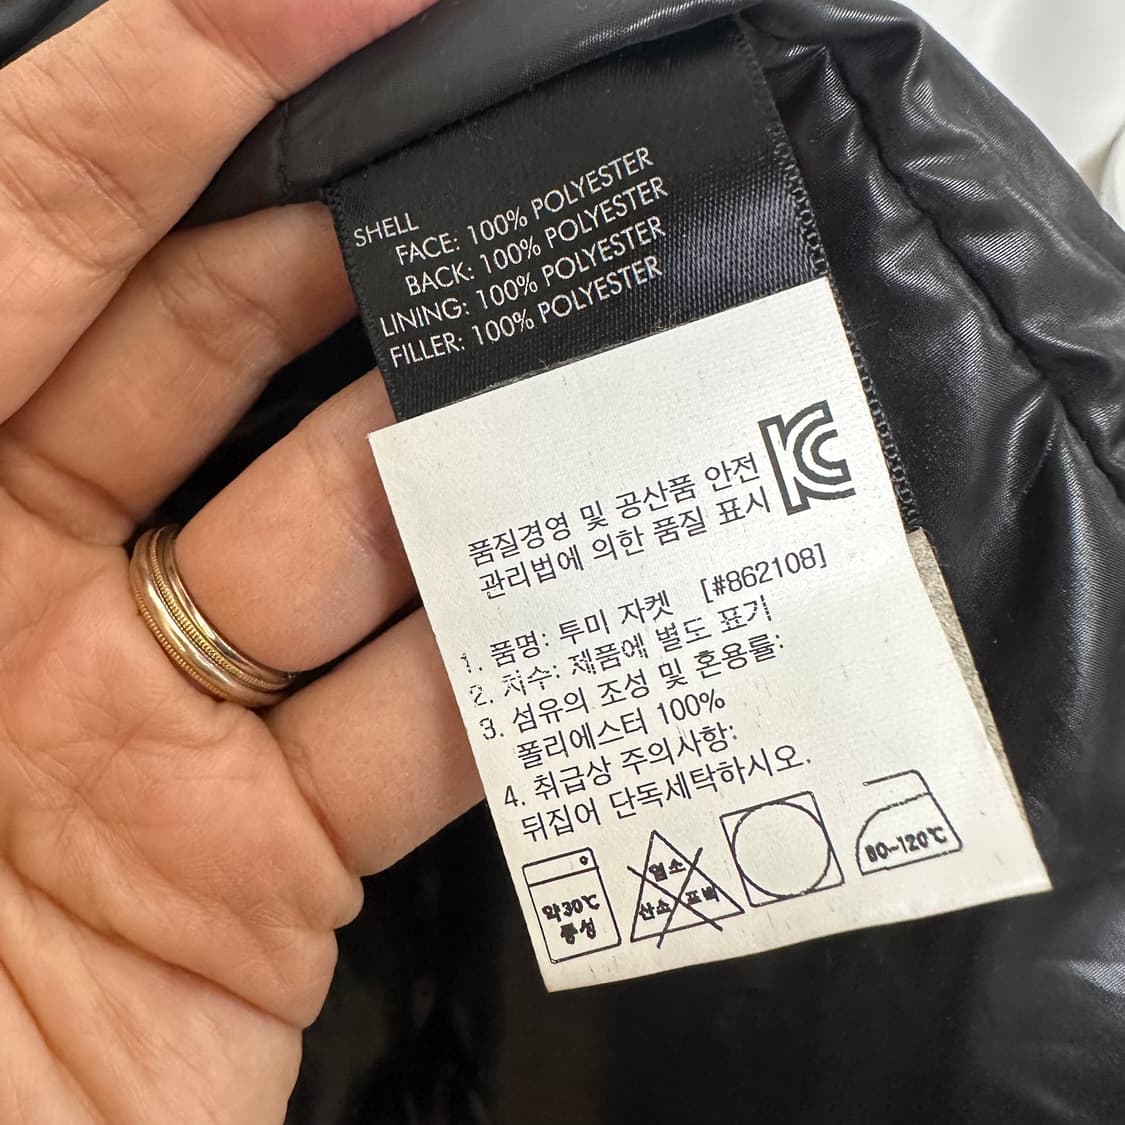 SHELL
FACE: 100% POLYESTER
BACK: 100% POLYESTER
LINING: 100% POLYESTER
FILLER: 100% POLYESTER
KC
품질경영 및 공산품 안전
관리법에 의한 품질 표시
1. 품명: 투미 자켓 [#862108]
2. 치수: 제품에 별도 표기
3. 섬유의 조성 및 혼용률:
폴리에스터 100%
4. 취급상 주의사항:
뒤집어 단독세탁하시오.
약30℃
중성
염소
산소 표백
80~120℃